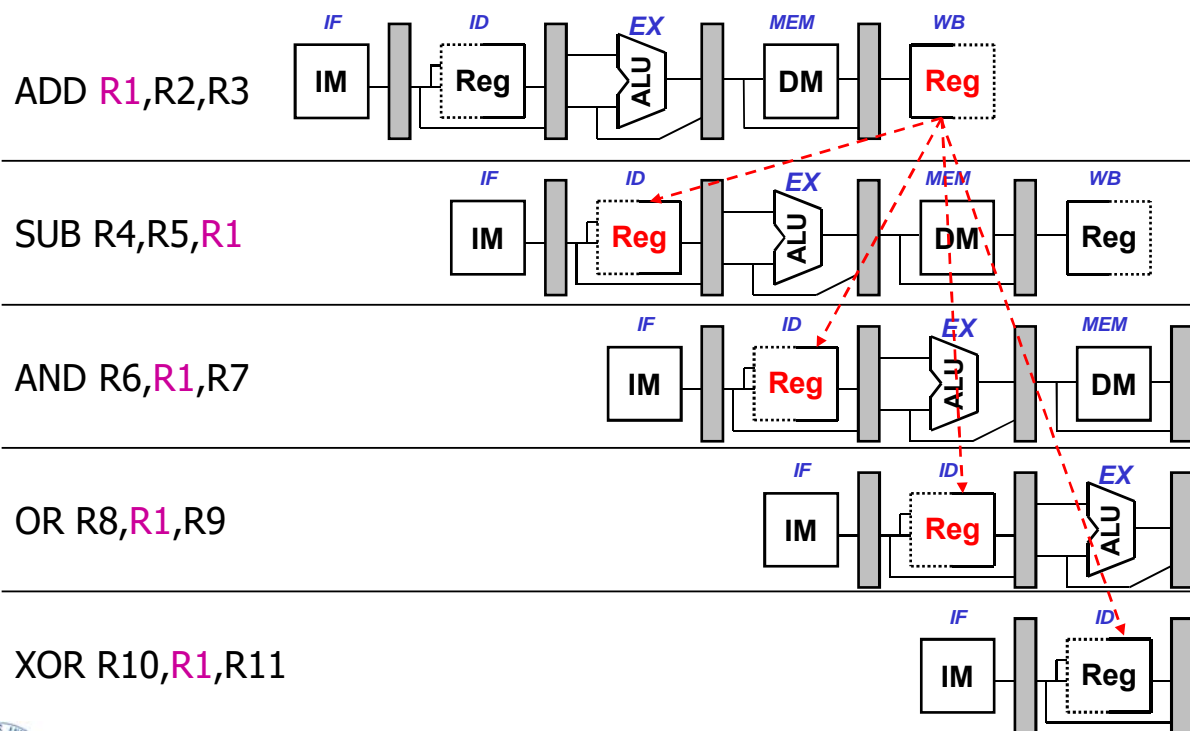 IF ID EX MEM WB
ADD R1,R2,R3 IM Reg ALU DM Reg
IF ID EX MEM WB
SUB R4,R5,R1 IM Reg ALU DM Reg
IF ID EX MEM
AND R6,R1,R7 IM Reg ALU DM
IF ID EX
OR R8,R1,R9 IM Reg ALU
IF ID
XOR R10,R1,R11 IM Reg